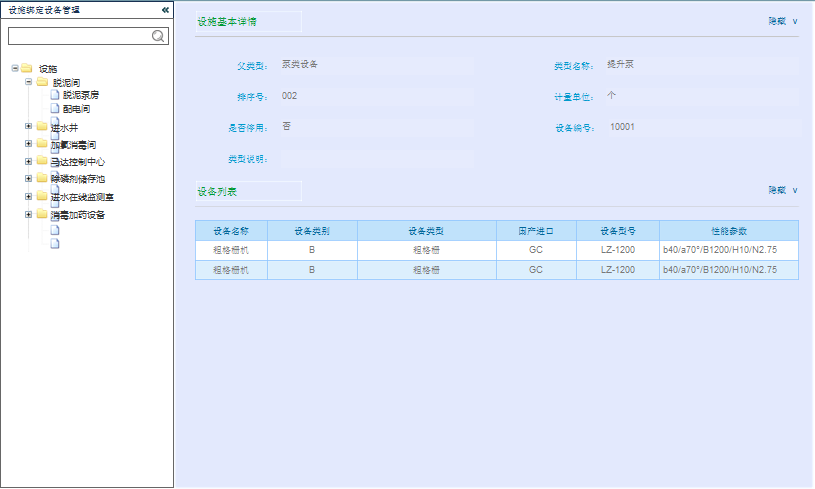 设施绑定设备管理 «
设施
脱泥间
脱泥泵房
配电间
进水井
加氯消毒间
马达控制中心
除磷剂储存池
进水在线监测室
消毒加药设备
设施基本详情 隐藏 ∨
父类型： 泵类设备 类型名称： 提升泵
排序号： 002 计量单位： 个
是否停用： 否 设备编号： 10001
类型说明：
设备列表 隐藏 ∨
设备名称 设备类别 设备类型 国产进口 设备型号 性能参数
粗格栅机 B 粗格栅 GC LZ-1200 b40/a70°/B1200/H10/N2.75
粗格栅机 B 粗格栅 GC LZ-1200 b40/a70°/B1200/H10/N2.75